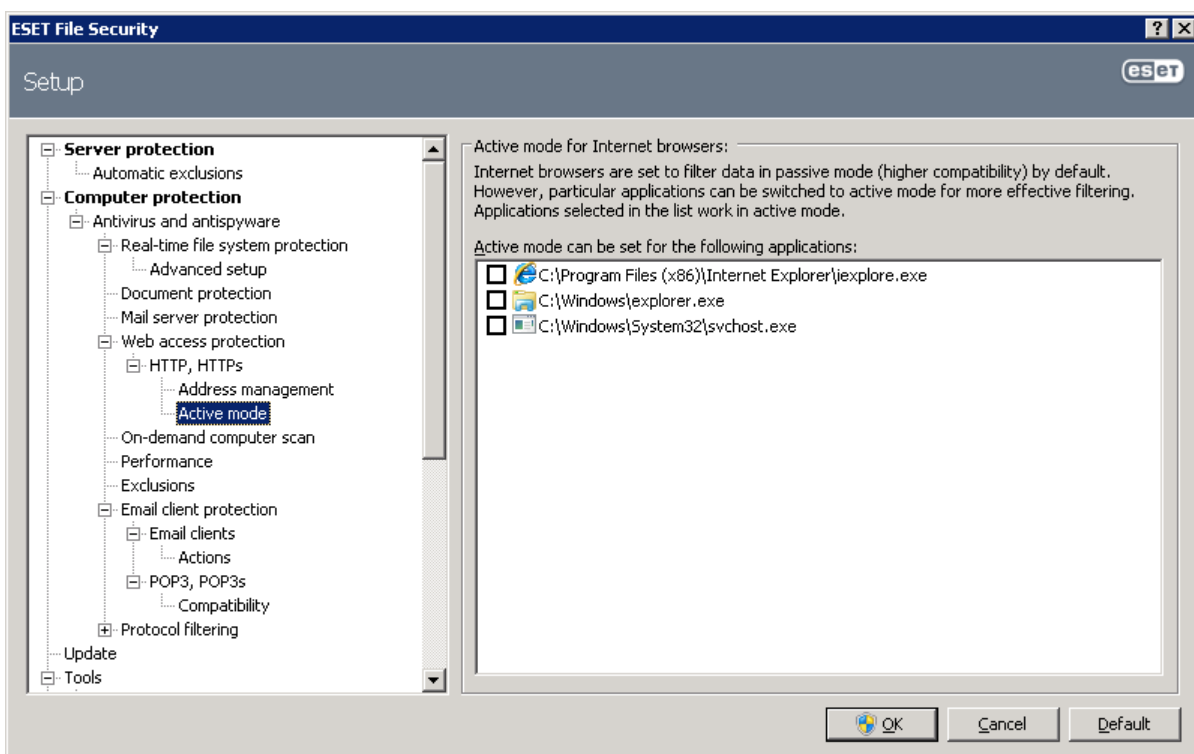 ESET File Security
Setup
eset
Server protection
Automatic exclusions
Computer protection
Antivirus and antispyware
Real-time file system protection
Advanced setup
Document protection
Mail server protection
Web access protection
HTTP, HTTPs
Address management
Active mode
On-demand computer scan
Performance
Exclusions
Email client protection
Email clients
Actions
POP3, POP3s
Compatibility
Protocol filtering
Update
Tools
Active mode for Internet browsers:
Internet browsers are set to filter data in passive mode (higher compatibility) by default.
However, particular applications can be switched to active mode for more effective filtering.
Applications selected in the list work in active mode.
Active mode can be set for the following applications:
C:\Program Files (x86)\Internet Explorer\iexplore.exe
C:\Windows\explorer.exe
C:\Windows\System32\svchost.exe
OK
Cancel
Default